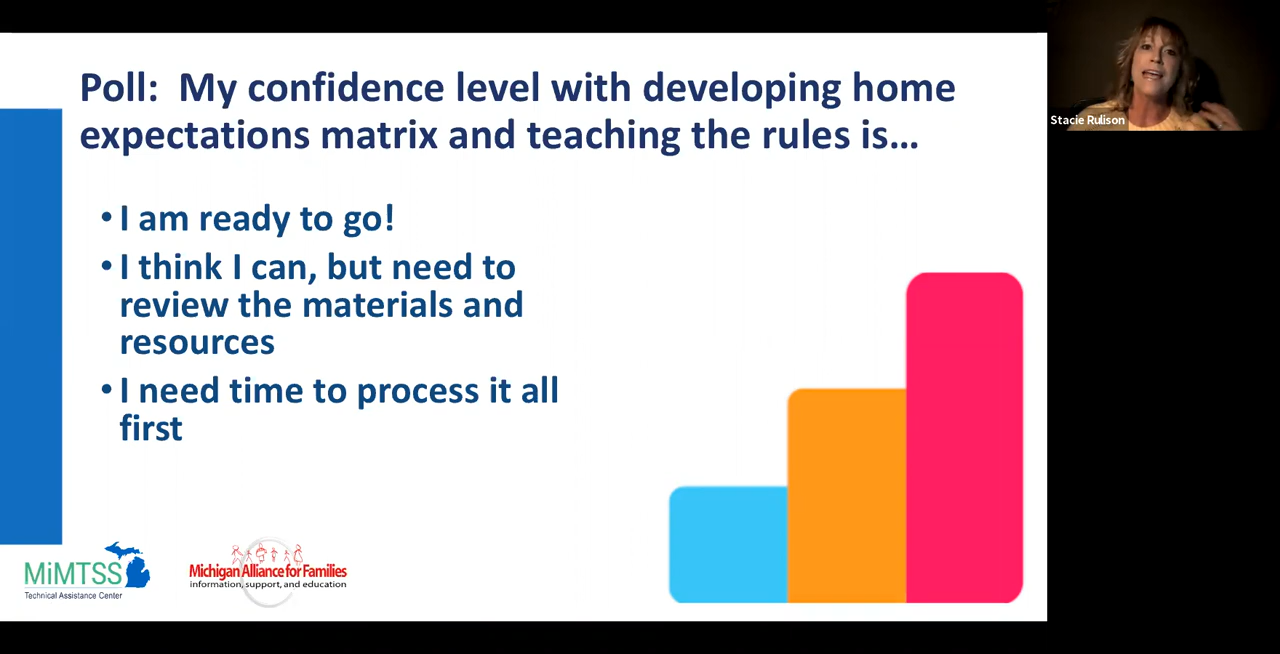 Poll:  My confidence level with developing home
expectations matrix and teaching the rules is…
• I am ready to go!
• I think I can, but need to
review the materials and
resources
• I need time to process it all
first
MiMTSS
Technical Assistance Center
Michigan Alliance for Families
information, support, and education
Stacie Rulison